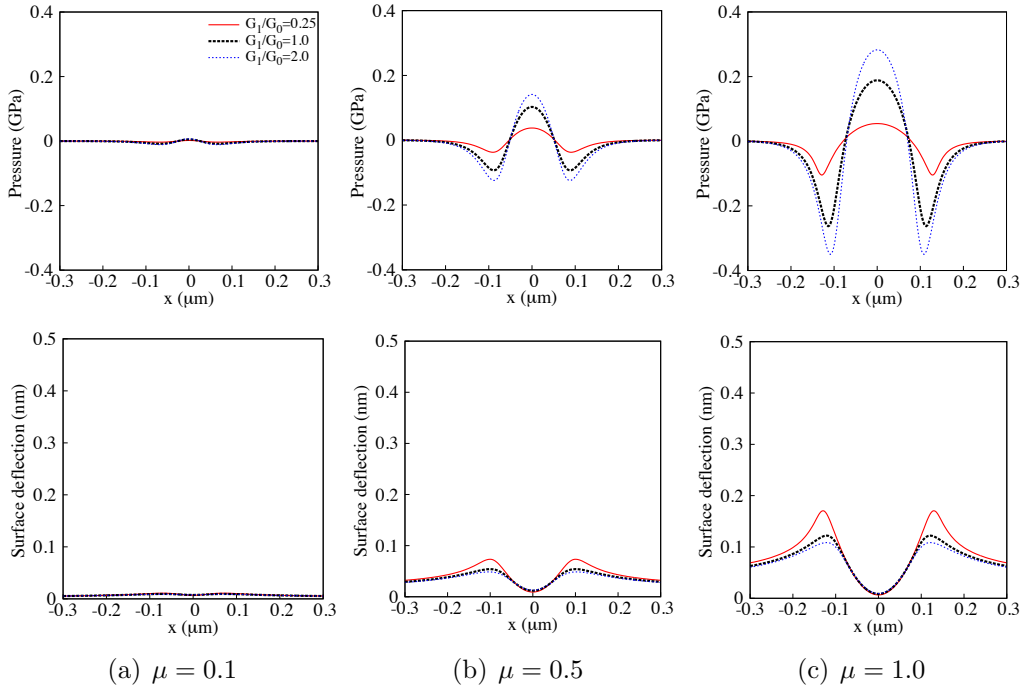 G₁/G₀=0.25
G₁/G₀=1.0
G₁/G₀=2.0
Pressure (GPa)
0.4
0.2
0
-0.2
-0.4
-0.3 -0.2 -0.1 0 0.1 0.2 0.3
x (μm)
Pressure (GPa)
0.4
0.2
0
-0.2
-0.4
-0.3 -0.2 -0.1 0 0.1 0.2 0.3
x (μm)
Pressure (GPa)
0.4
0.2
0
-0.2
-0.4
-0.3 -0.2 -0.1 0 0.1 0.2 0.3
x (μm)
Surface deflection (nm)
0.5
0.4
0.3
0.2
0.1
0
-0.3 -0.2 -0.1 0 0.1 0.2 0.3
x (μm)
Surface deflection (nm)
0.5
0.4
0.3
0.2
0.1
0
-0.3 -0.2 -0.1 0 0.1 0.2 0.3
x (μm)
Surface deflection (nm)
0.5
0.4
0.3
0.2
0.1
0
-0.3 -0.2 -0.1 0 0.1 0.2 0.3
x (μm)
(a) μ = 0.1
(b) μ = 0.5
(c) μ = 1.0